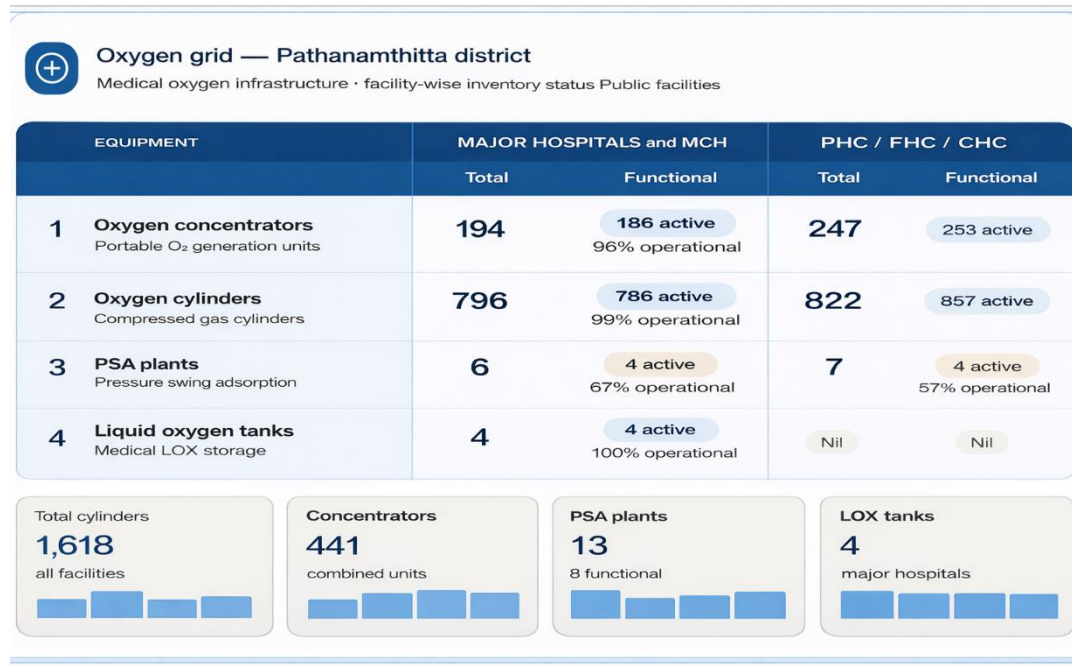 Oxygen grid — Pathanamthitta district
Medical oxygen infrastructure · facility-wise inventory status Public facilities
EQUIPMENT MAJOR HOSPITALS and MCH PHC / FHC / CHC
Total Functional Total Functional
1 Oxygen concentrators 194 186 active 247 253 active
Portable O₂ generation units 96% operational
2 Oxygen cylinders 796 786 active 822 857 active
Compressed gas cylinders 99% operational
3 PSA plants 6 4 active 7 4 active
Pressure swing adsorption 67% operational 57% operational
4 Liquid oxygen tanks 4 4 active Nil Nil
Medical LOX storage 100% operational
Total cylinders
1,618
all facilities
Concentrators
441
combined units
PSA plants
13
8 functional
LOX tanks
4
major hospitals